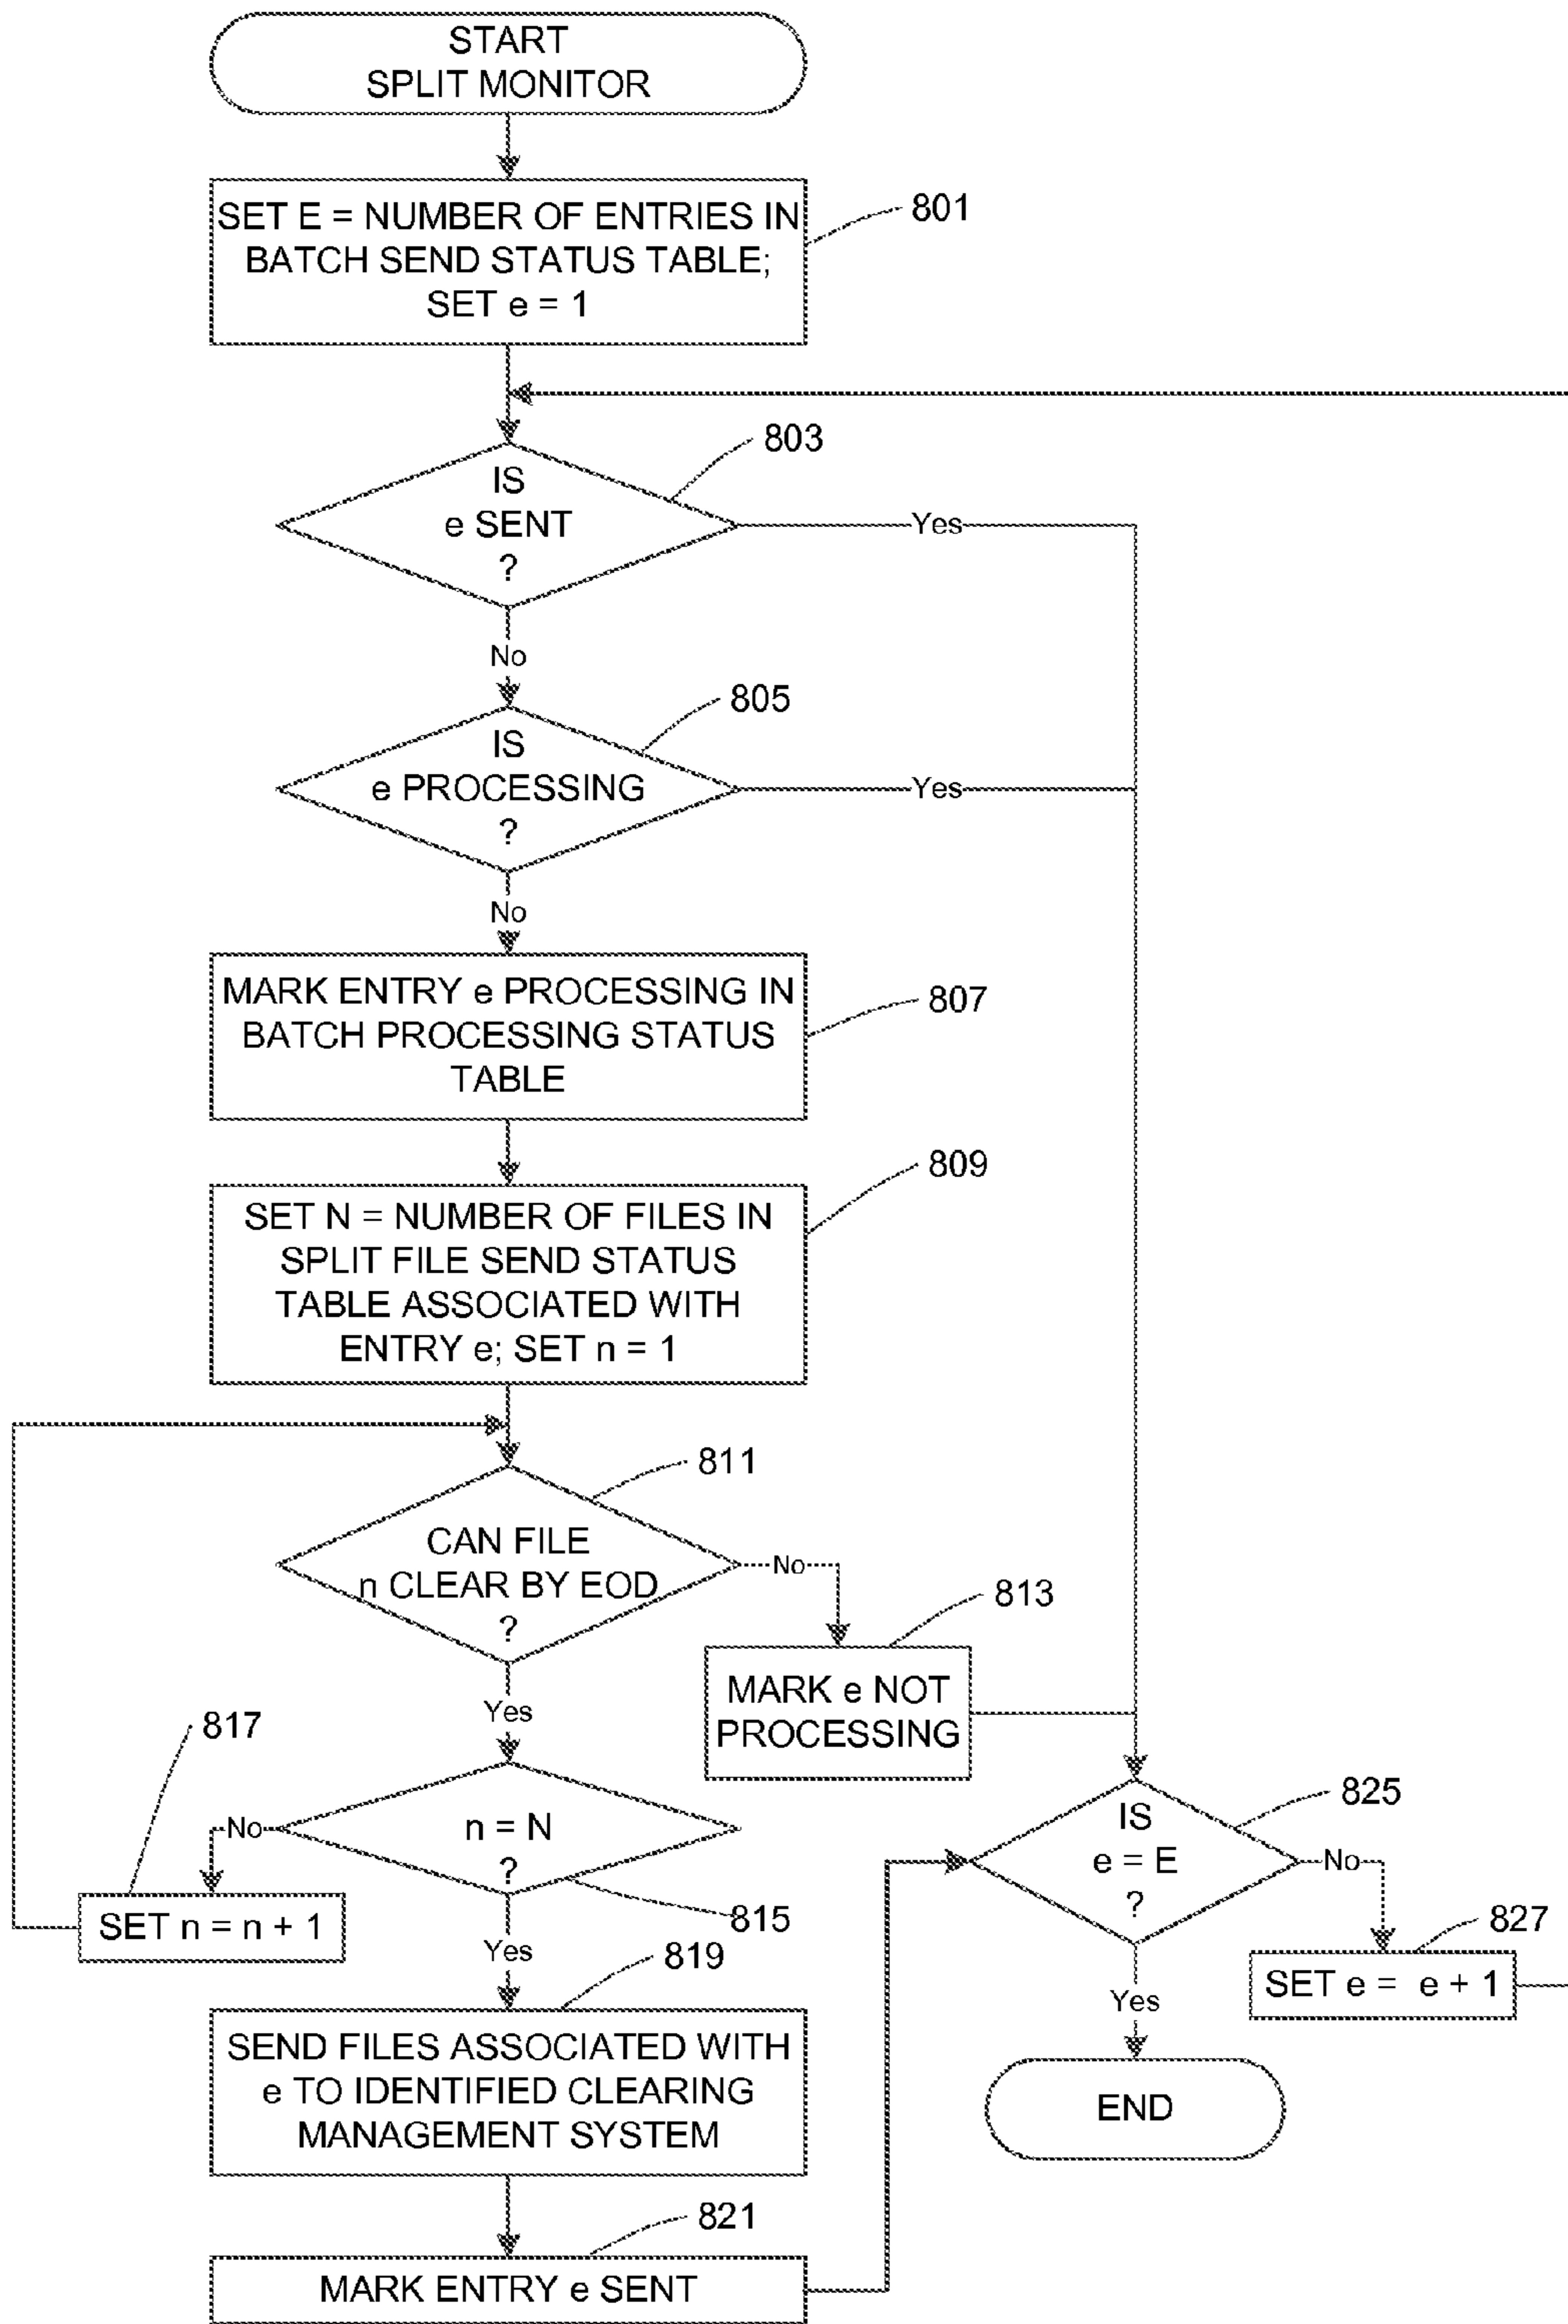 START
SPLIT MONITOR
SET E = NUMBER OF ENTRIES IN
BATCH SEND STATUS TABLE;
SET e = 1
801
IS
e SENT
?
803
Yes
No
IS
e PROCESSING
?
805
Yes
No
MARK ENTRY e PROCESSING IN
BATCH PROCESSING STATUS
TABLE
807
SET N = NUMBER OF FILES IN
SPLIT FILE SEND STATUS
TABLE ASSOCIATED WITH
ENTRY e; SET n = 1
809
CAN FILE
n CLEAR BY EOD
?
811
No
MARK e NOT
PROCESSING
813
Yes
n = N
?
815
No
SET n = n + 1
817
Yes
SEND FILES ASSOCIATED WITH
e TO IDENTIFIED CLEARING
MANAGEMENT SYSTEM
819
MARK ENTRY e SENT
821
IS
e = E
?
825
No
SET e = e + 1
827
Yes
END